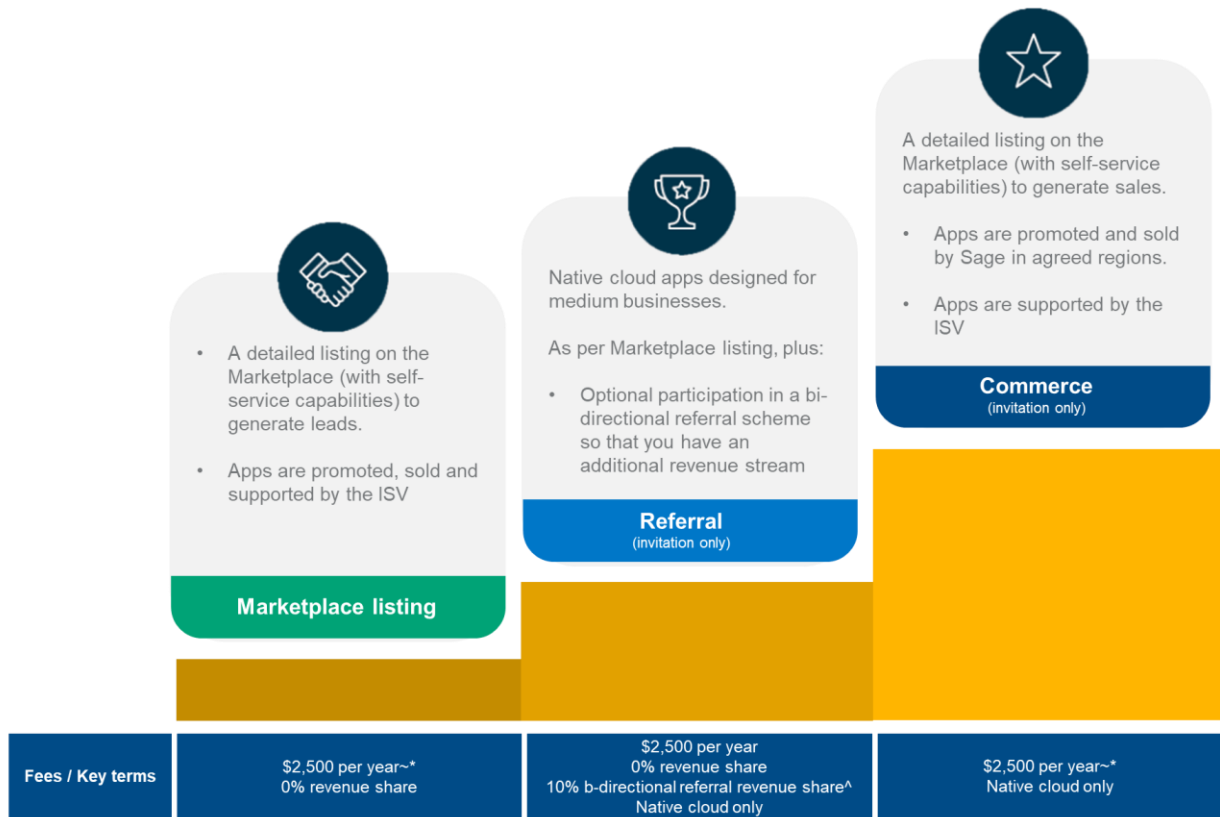 • A detailed listing on the
Marketplace (with self-
service capabilities) to
generate leads.
• Apps are promoted, sold and
supported by the ISV
Marketplace listing
Native cloud apps designed for
medium businesses.
As per Marketplace listing, plus:
• Optional participation in a bi-
directional referral scheme
so that you have an
additional revenue stream
Referral
(invitation only)
A detailed listing on the
Marketplace (with self-service
capabilities) to generate sales.
• Apps are promoted and sold
by Sage in agreed regions.
• Apps are supported by the
ISV
Commerce
(invitation only)
Fees / Key terms
$2,500 per year~*
0% revenue share
$2,500 per year
0% revenue share
10% b-directional referral revenue share^
Native cloud only
$2,500 per year~*
Native cloud only